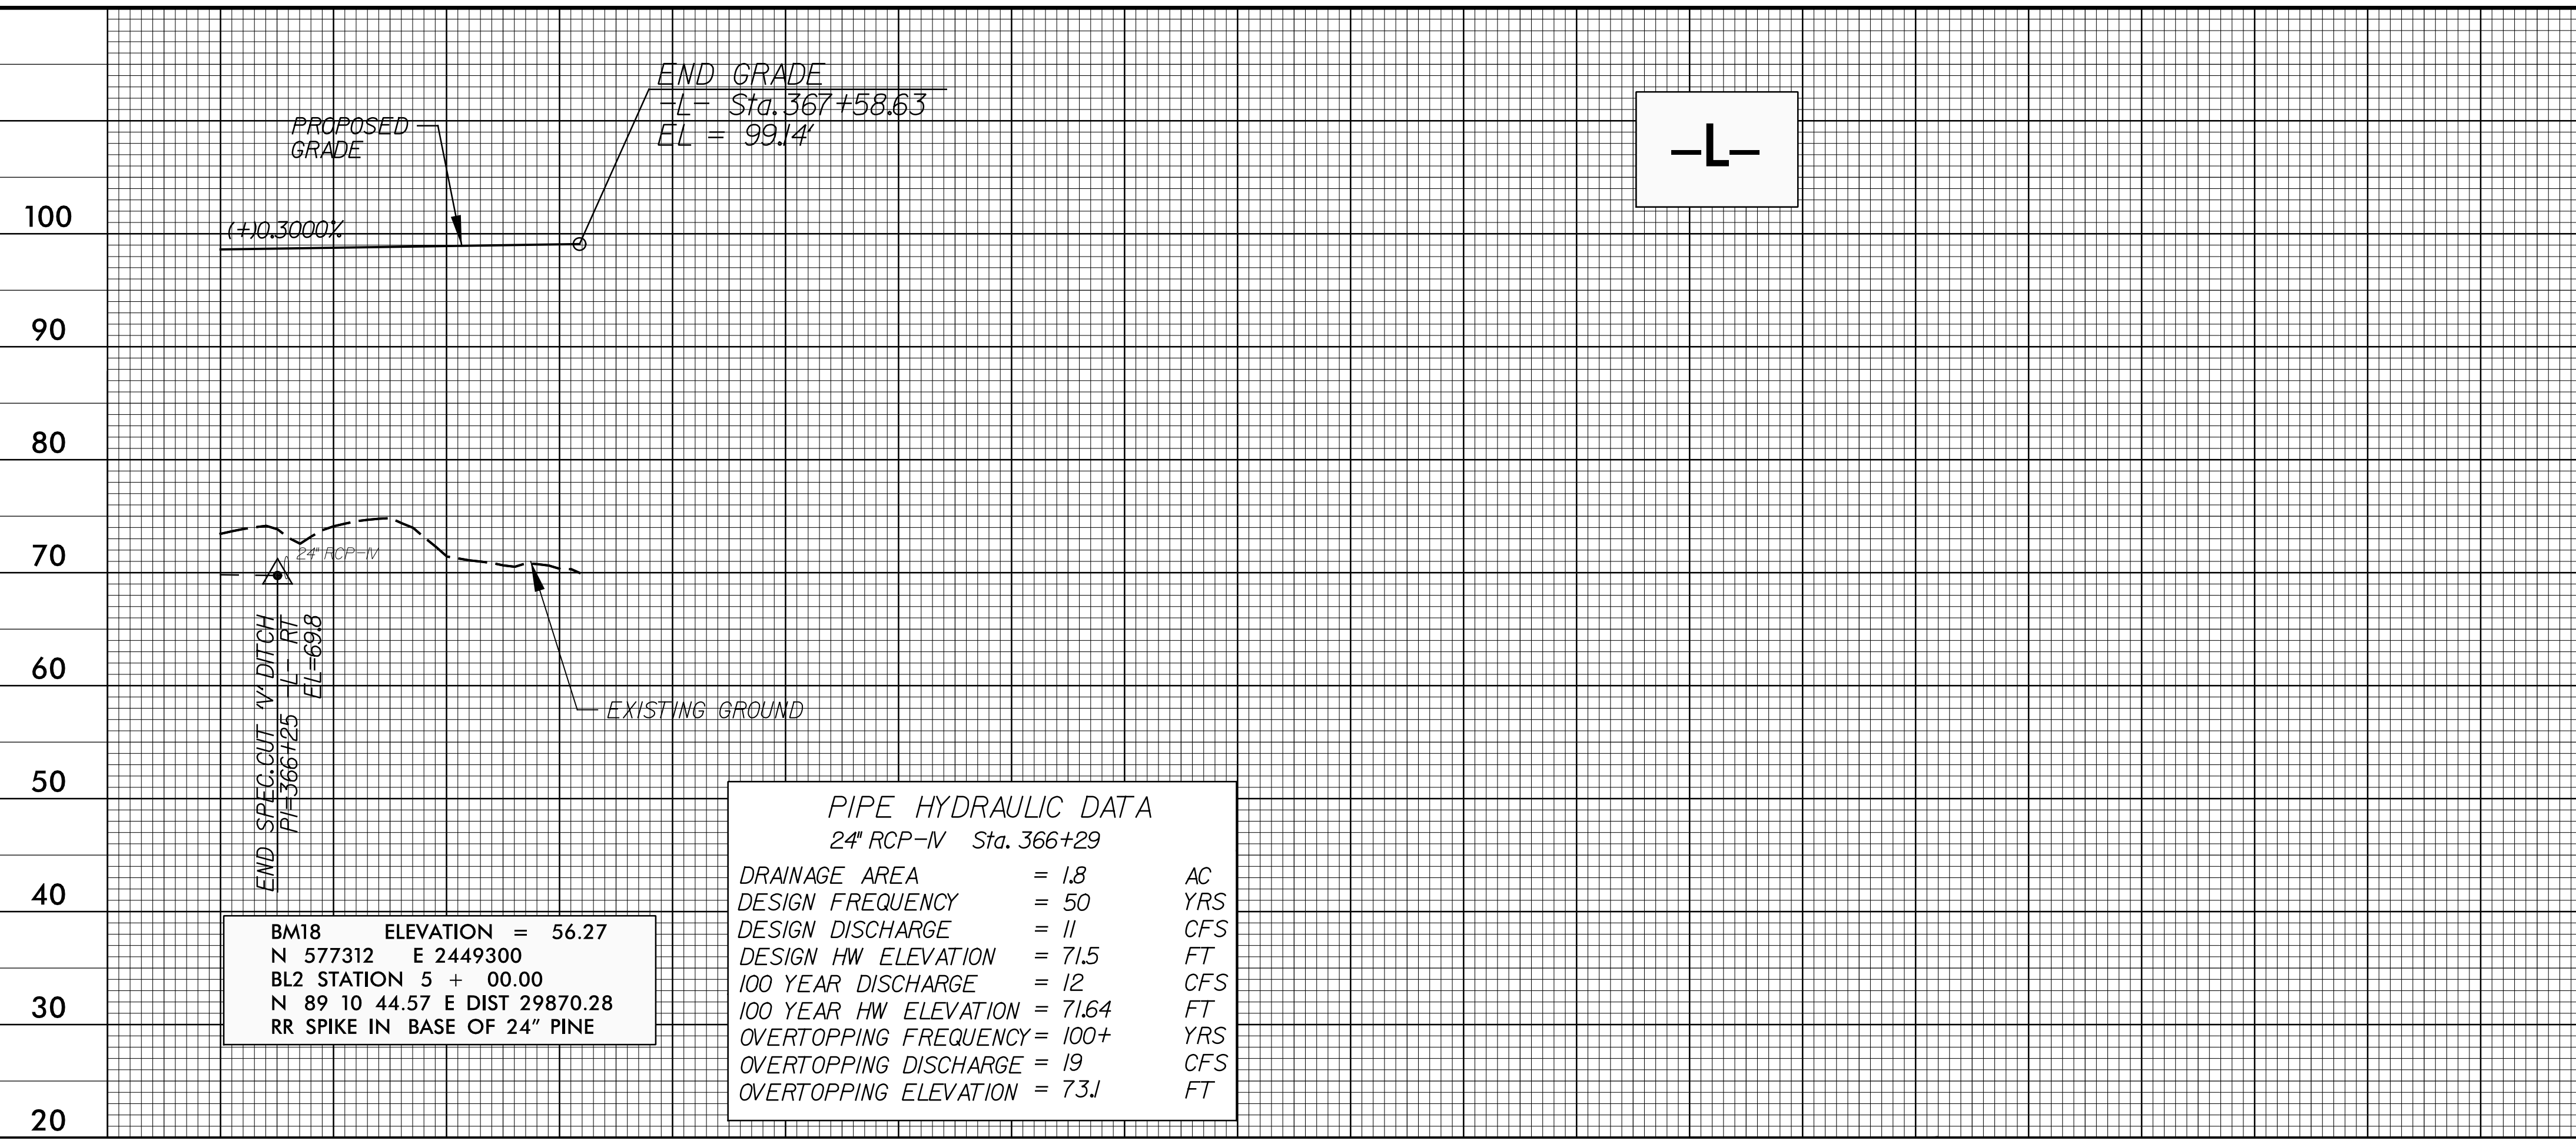 END GRADE
-L- Sta. 367+58.63
EL = 99.14'
PROPOSED
GRADE
-L-
(+)0.3000%
100
90
80
70
60
50
40
30
20
24" RCP-IV
END SPEC. CUT 'V' DITCH
PI=366+25 -L- RT
EL=69.8
EXISTING GROUND
PIPE HYDRAULIC DATA
24" RCP-IV Sta. 366+29
DRAINAGE AREA = 1.8 AC
DESIGN FREQUENCY = 50 YRS
DESIGN DISCHARGE = 11 CFS
DESIGN HW ELEVATION = 71.5 FT
100 YEAR DISCHARGE = 12 CFS
100 YEAR HW ELEVATION = 71.64 FT
OVERTOPPING FREQUENCY = 100+ YRS
OVERTOPPING DISCHARGE = 19 CFS
OVERTOPPING ELEVATION = 73.1 FT
BM18 ELEVATION = 56.27
N 577312 E 2449300
BL2 STATION 5 + 00.00
N 89 10 44.57 E DIST 29870.28
RR SPIKE IN BASE OF 24" PINE